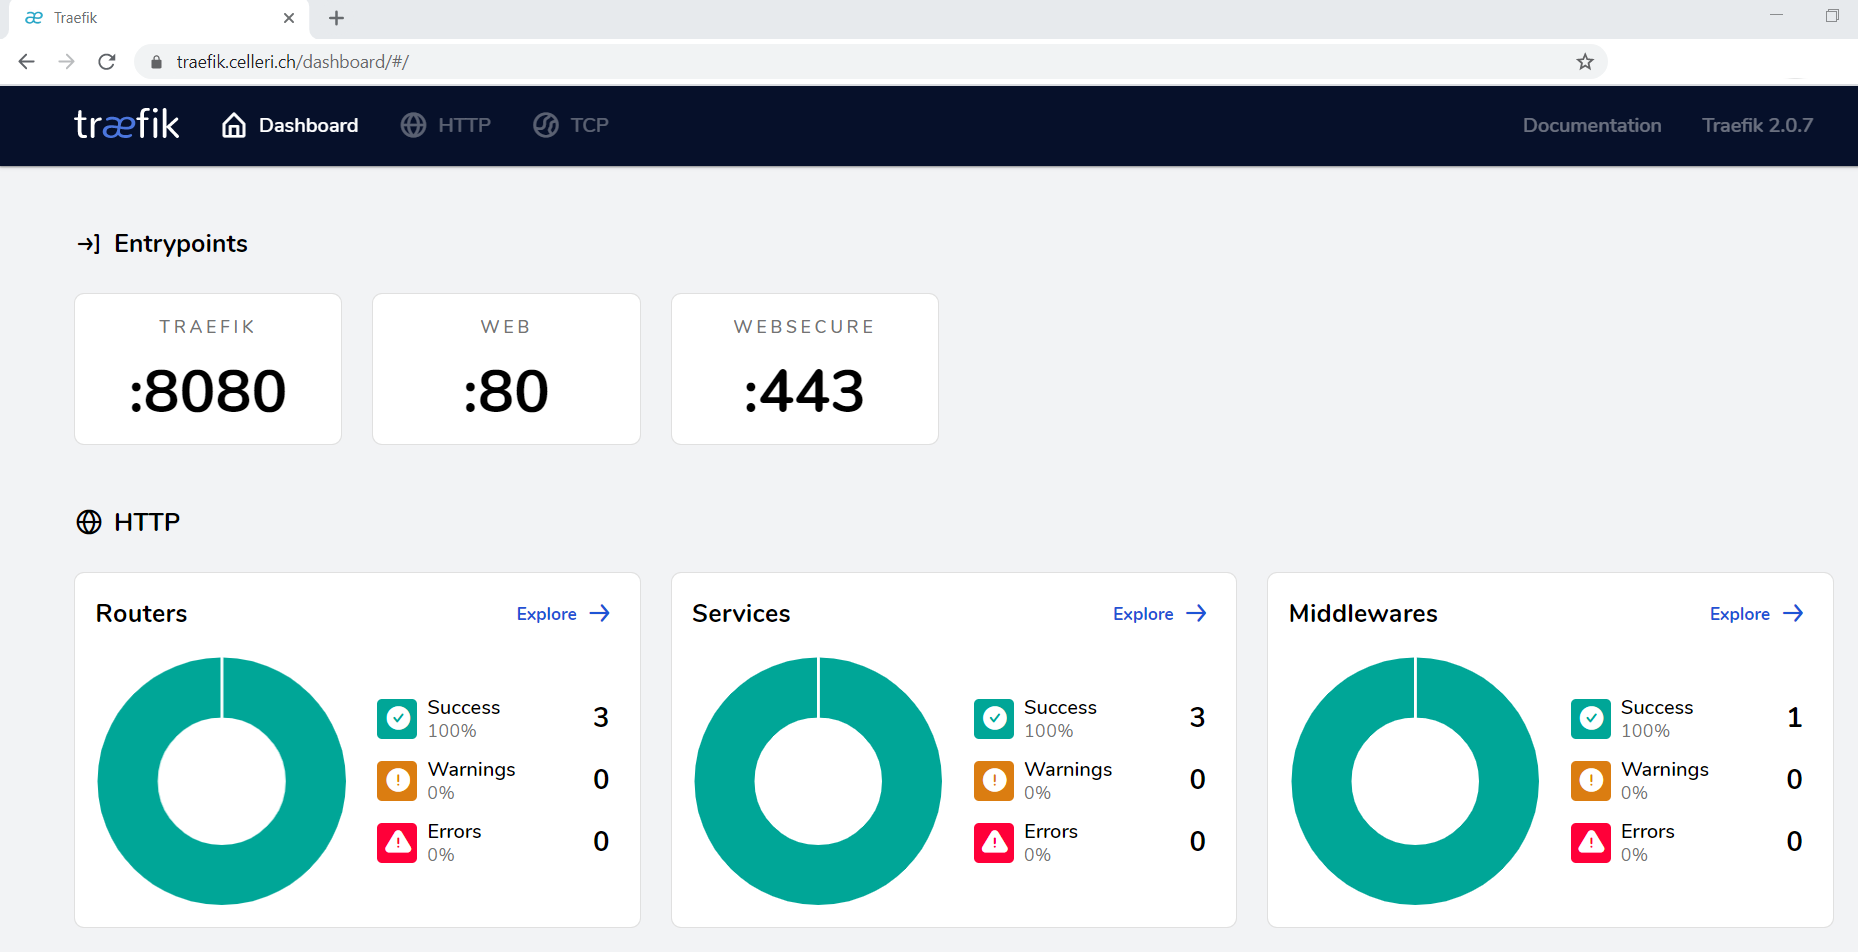 Traefik
traefik.celleri.ch/dashboard/#/
træfik Dashboard HTTP TCP Documentation Traefik 2.0.7
Entrypoints
TRAEFIK
:8080
WEB
:80
WEBSECURE
:443
HTTP
Routers Explore
Success 3
100%
Warnings 0
0%
Errors 0
0%
Services Explore
Success 3
100%
Warnings 0
0%
Errors 0
0%
Middlewares Explore
Success 1
100%
Warnings 0
0%
Errors 0
0%